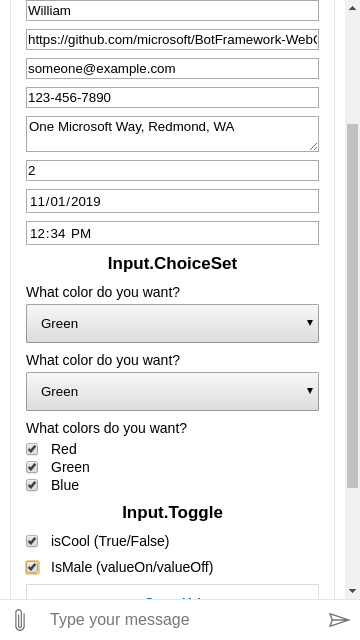 William
https://github.com/microsoft/BotFramework-Web
someone@example.com
123-456-7890
One Microsoft Way, Redmond, WA
2
11/01/2019
12:34 PM
Input.ChoiceSet
What color do you want?
Green
What color do you want?
Green
What colors do you want?
Red
Green
Blue
Input.Toggle
isCool (True/False)
IsMale (valueOn/valueOff)
Type your message